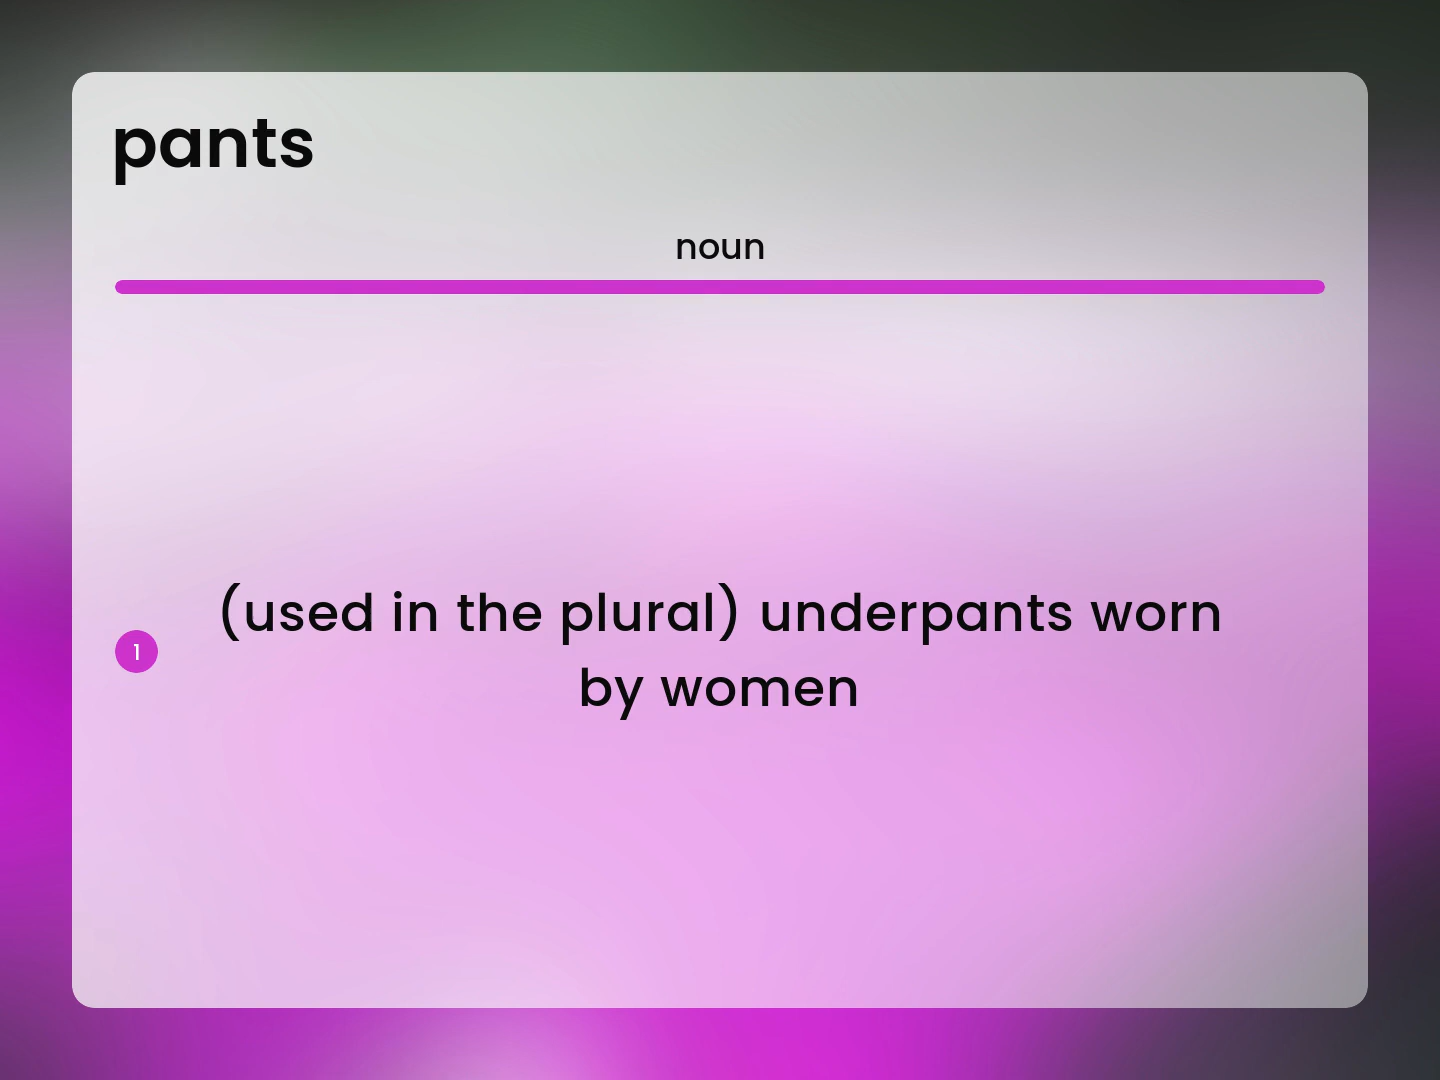 pants
noun
1
(used in the plural) underpants worn
by women